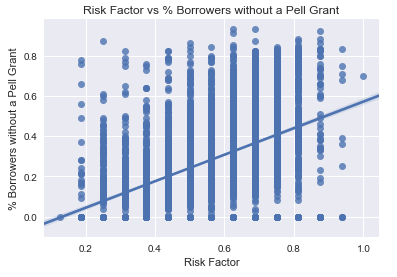 Risk Factor vs % Borrowers without a Pell Grant
% Borrowers without a Pell Grant
0.8
0.6
0.4
0.2
0.0
0.2 0.4 0.6 0.8 1.0
Risk Factor